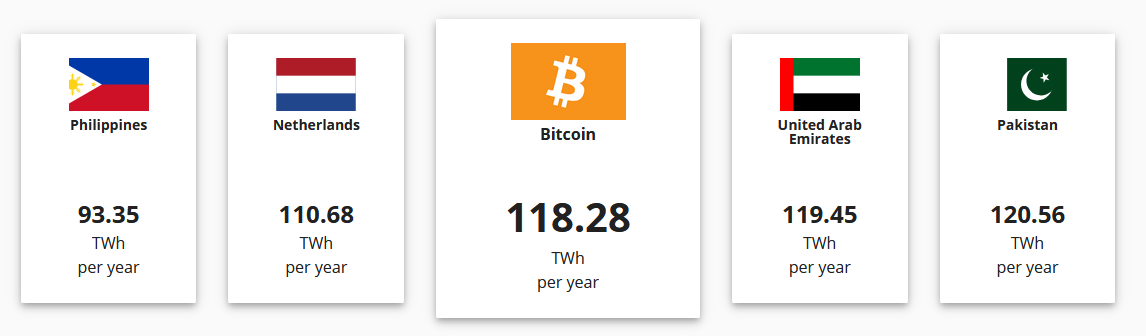 Philippines
93.35
TWh
per year
Netherlands
110.68
TWh
per year
Bitcoin
118.28
TWh
per year
United Arab
Emirates
119.45
TWh
per year
Pakistan
120.56
TWh
per year